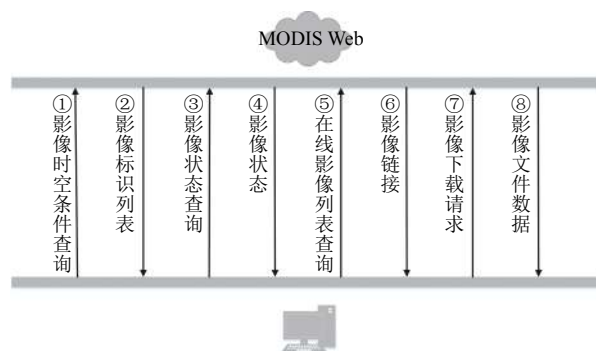 MODIS Web
①影像时空条件查询
②影像标识列表
③影像状态查询
④影像状态
⑤在线影像列表查询
⑥影像链接
⑦影像下载请求
⑧影像文件数据